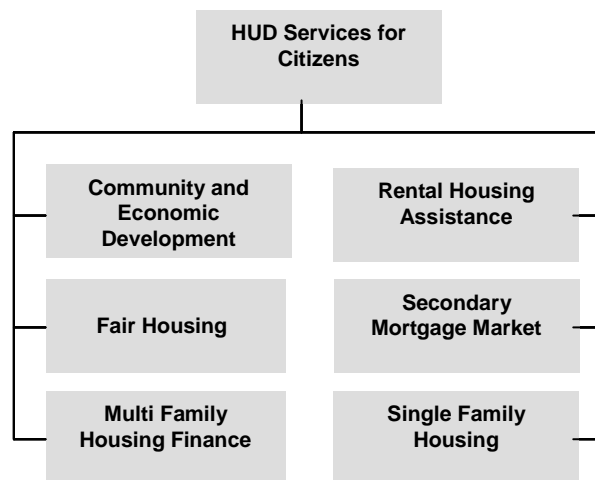 HUD Services for
Citizens
Community and
Economic
Development
Rental Housing
Assistance
Fair Housing
Secondary
Mortgage Market
Multi Family
Housing Finance
Single Family
Housing